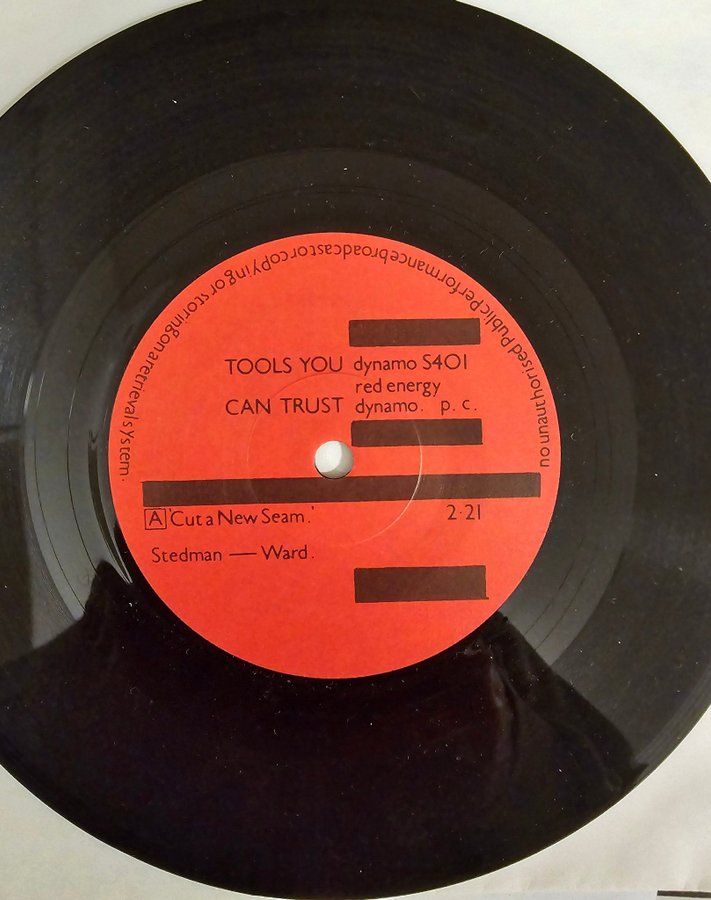 no unauthorised Public Performance broadcast or copying or storing on a retrieval system.
TOOLS YOU dynamo S401
red energy
CAN TRUST dynamo. p. c.
A 'Cut a New Seam.' 2·21
Stedman — Ward.